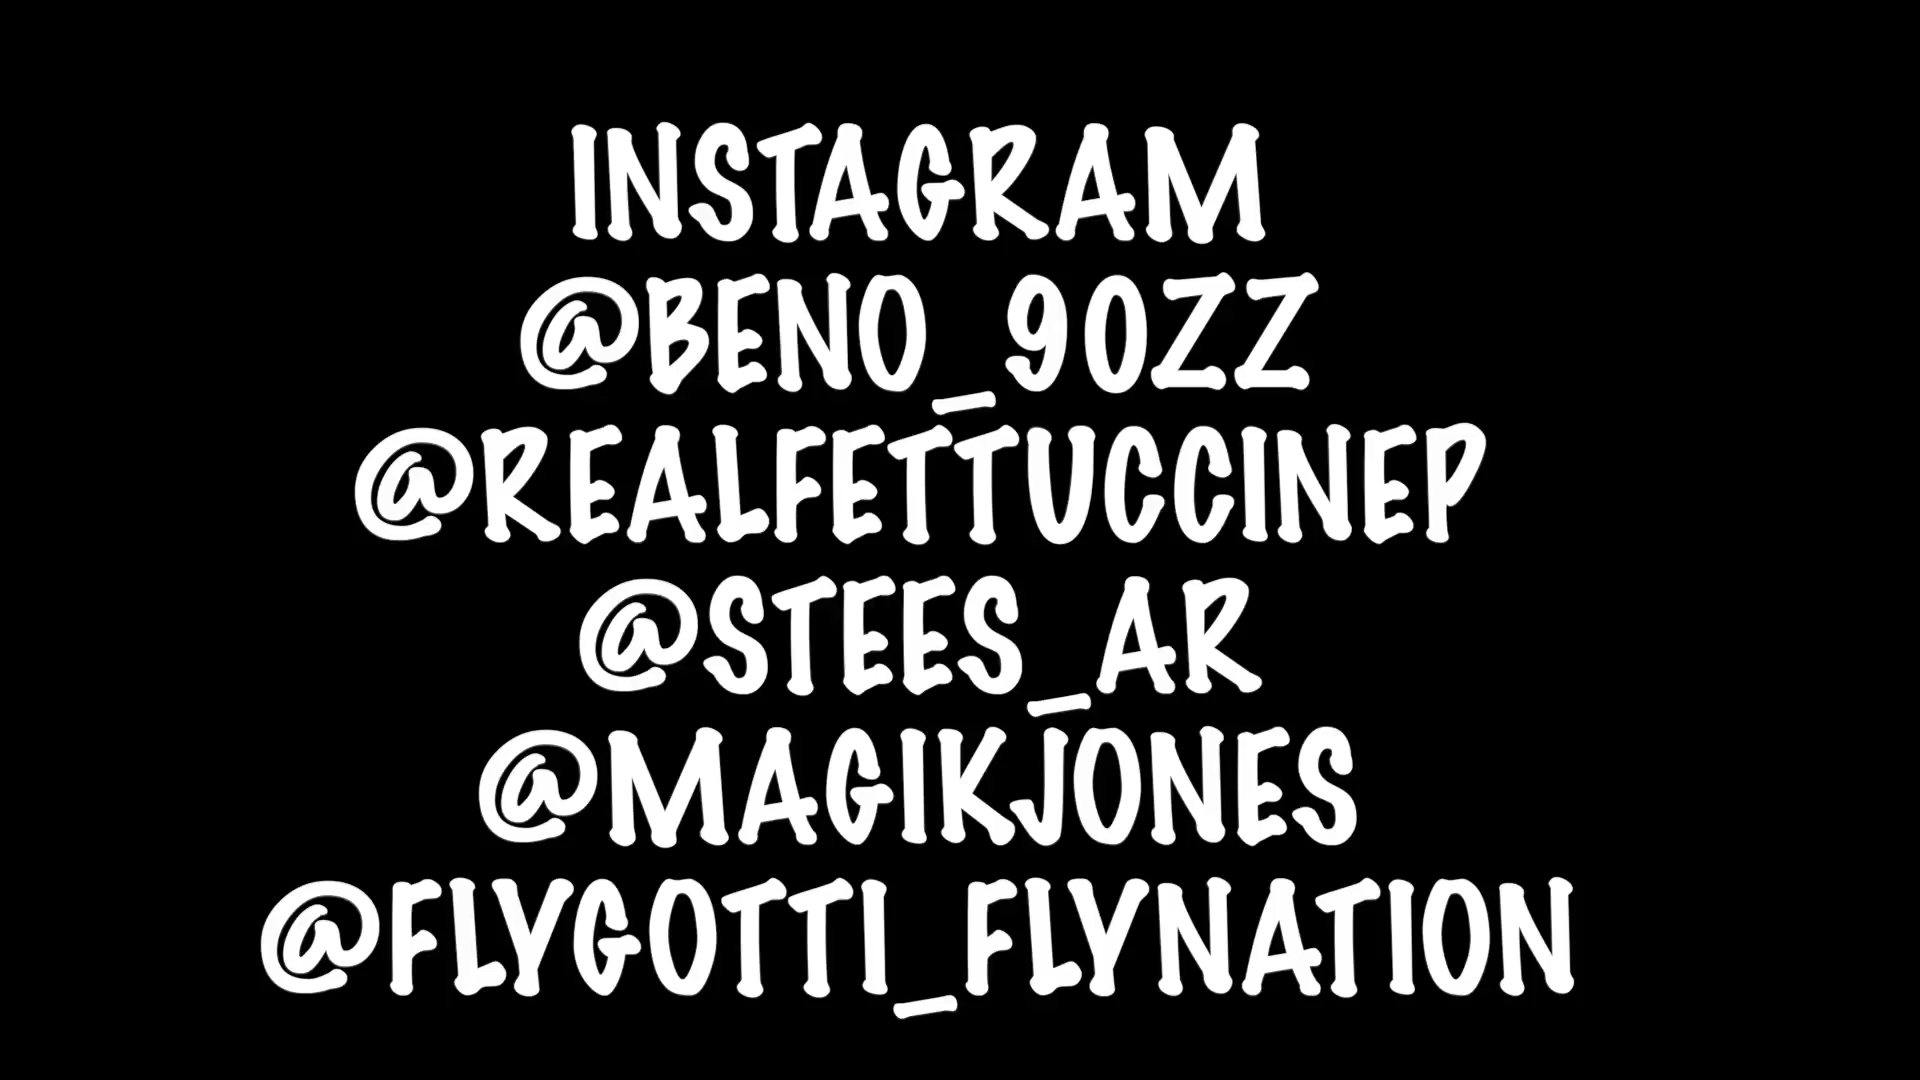 INSTAGRAM
@BENO_90ZZ
@REALFETTUCCINEP
@STEES_AR
@MAGIKJONES
@FLYGOTTI_FLYNATION